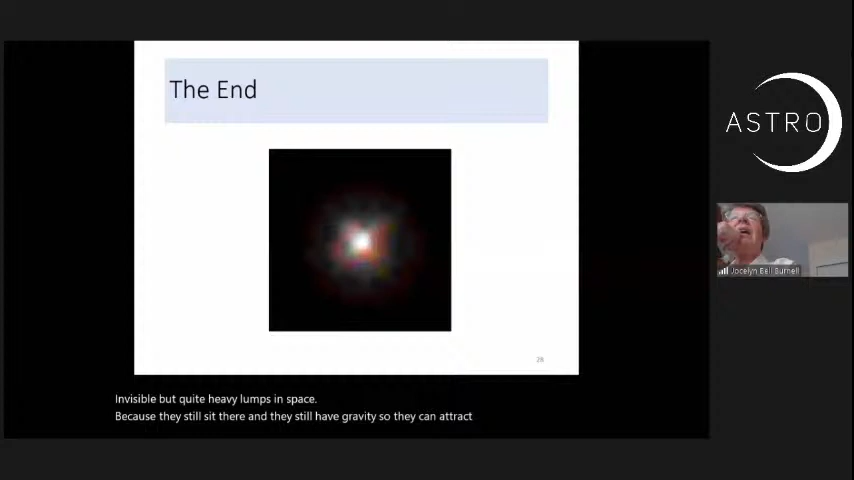 The End
ASTRO
Jocelyn Bell Burnell
28
Invisible but quite heavy lumps in space.
Because they still sit there and they still have gravity so they can attract